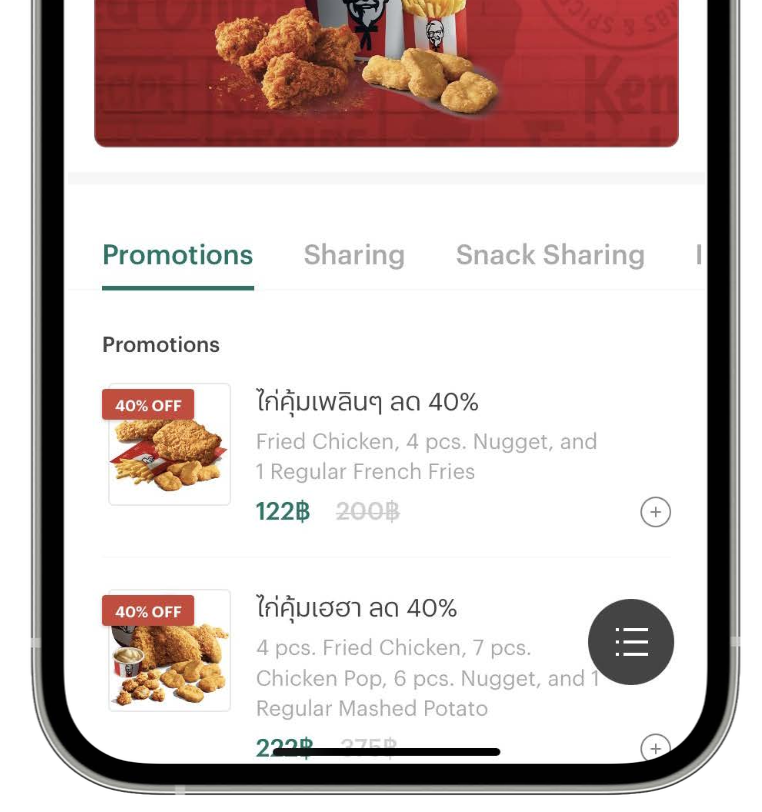 Promotions
Sharing
Snack Sharing
Promotions
40% OFF
ไก่คุ้มเพลินๆ ลด 40%
Fried Chicken, 4 pcs. Nugget, and
1 Regular French Fries
122฿ 200฿
40% OFF
ไก่คุ้มเฮฮา ลด 40%
4 pcs. Fried Chicken, 7 pcs.
Chicken Pop, 6 pcs. Nugget, and 1
Regular Mashed Potato
222฿ 375฿